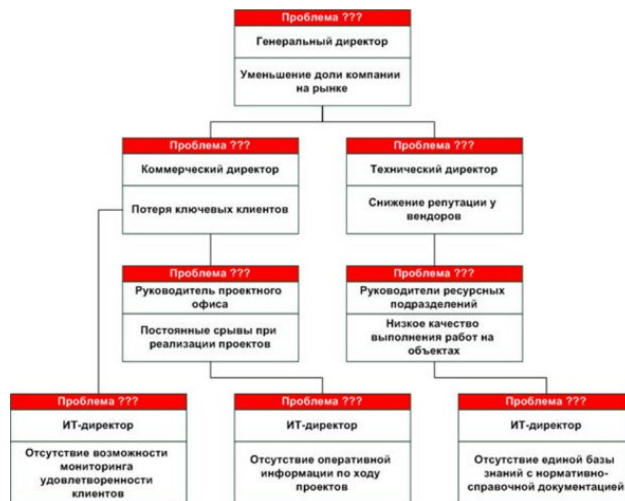 Проблема ???
Генеральный директор
Уменьшение доли компании
на рынке
Проблема ???
Коммерческий директор
Потеря ключевых клиентов
Проблема ???
Технический директор
Снижение репутации у
вендоров
Проблема ???
Руководитель проектного
офиса
Постоянные срывы при
реализации проектов
Проблема ???
Руководители ресурсных
подразделений
Низкое качество
выполнения работ на
объектах
Проблема ???
ИТ-директор
Отсутствие возможности
мониторинга
удовлетворенности
клиентов
Проблема ???
ИТ-директор
Отсутствие оперативной
информации по ходу
проектов
Проблема ???
ИТ-директор
Отсутствие единой базы
знаний с нормативно-
справочной документацией